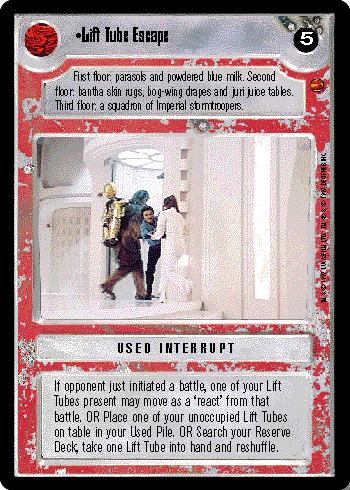 •Lift Tube Escape
5
First floor: parasols and powdered blue milk. Second
floor: bantha skin rugs, bog-wing drapes and juri juice tables.
Third floor: a squadron of Imperial stormtroopers.
USED INTERRUPT
If opponent just initiated a battle, one of your Lift
Tubes present may move as a 'react' from that
battle. OR Place one of your unoccupied Lift Tubes
on table in your Used Pile. OR Search your Reserve
Deck, take one Lift Tube into hand and reshuffle.